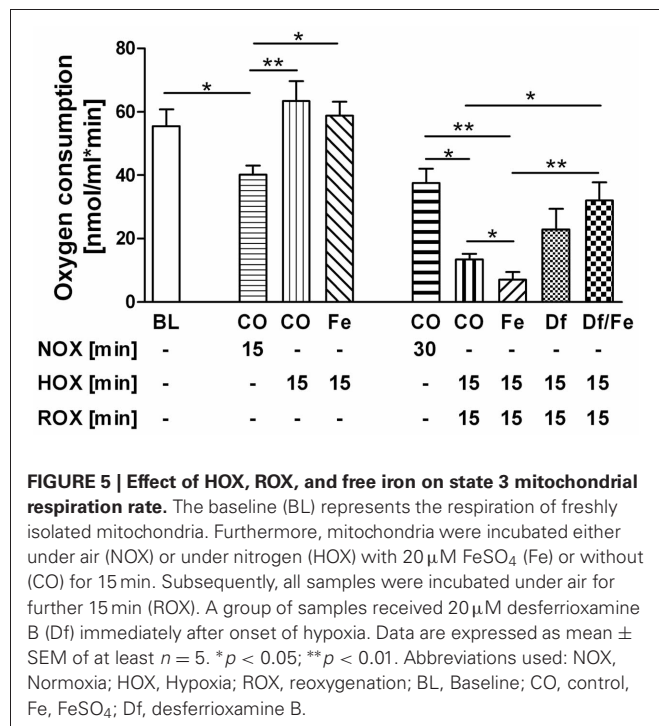 Oxygen consumption
[nmol/ml*min]
80
60
40
20
0
*
**
*
*
**
*
*
**
*
BL CO CO Fe CO CO Fe Df Df/Fe
NOX [min] - 15 - - 30 - - - -
HOX [min] - - 15 15 - 15 15 15 15
ROX [min] - - - - - 15 15 15 15
FIGURE 5 | Effect of HOX, ROX, and free iron on state 3 mitochondrial
respiration rate. The baseline (BL) represents the respiration of freshly
isolated mitochondria. Furthermore, mitochondria were incubated either
under air (NOX) or under nitrogen (HOX) with 20 μM FeSO₄ (Fe) or without
(CO) for 15 min. Subsequently, all samples were incubated under air for
further 15 min (ROX). A group of samples received 20 μM desferrioxamine
B (Df) immediately after onset of hypoxia. Data are expressed as mean ±
SEM of at least n = 5. *p < 0.05; **p < 0.01. Abbreviations used: NOX,
Normoxia; HOX, Hypoxia; ROX, reoxygenation; BL, Baseline; CO, control,
Fe, FeSO₄; Df, desferrioxamine B.